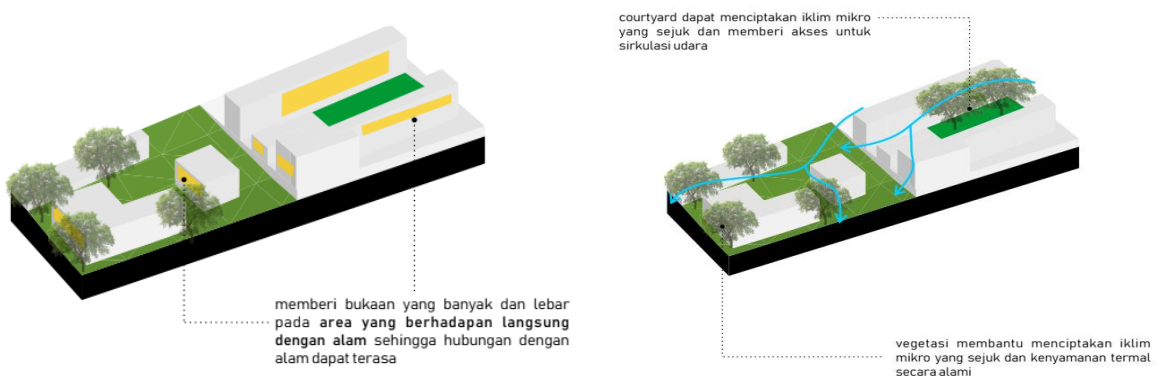 courtyard dapat menciptakan iklim mikro
yang sejuk dan memberi akses untuk
sirkulasi udara
memberi bukaan yang banyak dan lebar
pada area yang berhadapan langsung
dengan alam sehingga hubungan dengan
alam dapat terasa
vegetasi membantu menciptakan iklim
mikro yang sejuk dan kenyamanan termal
secara alami